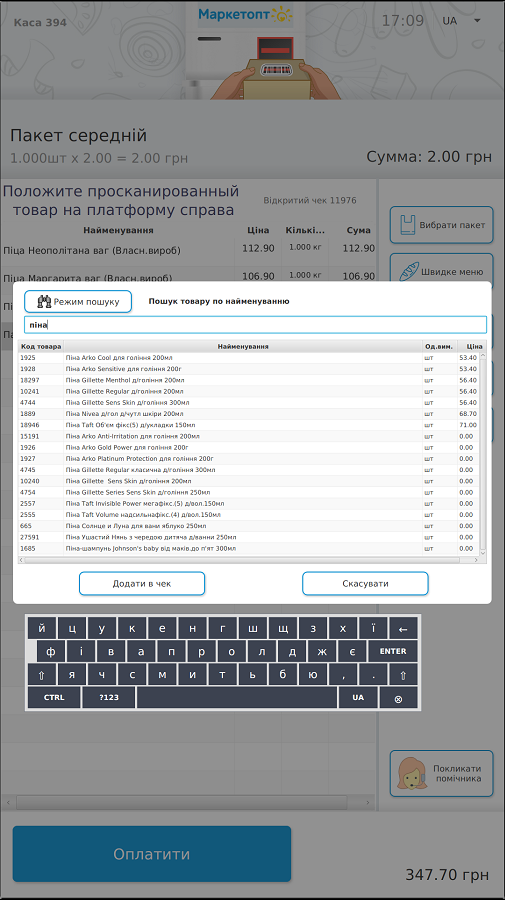 Каса 394
Маркетопт
17:09 UA
Пакет середній
1.000шт x 2.00 = 2.00 грн
Сумма: 2.00 грн
Положите просканированный
товар на платформу справа
Відкритий чек 11976
Найменування Ціна Кількі... Сума
Піца Неополітана ваг (Власн.вироб) 112.90 1.000 кг 112.90
Піца Маргарита ваг (Власн.вироб) 106.90 1.000 кг 106.90
Вибрати пакет
Швидке меню
Режим пошуку
Пошук товару по найменуванню
піна
Код товара Найменування Од.вим. Ціна
1925 Піна Arko Cool для гоління 200мл шт 53.40
1928 Піна Arko Sensitive для гоління 200г шт 53.40
18297 Піна Gillette Menthol д/гоління 200мл шт 56.40
10241 Піна Gillette Regular д/гоління 200мл шт 56.40
4744 Піна Gillette Sens Skin д/гоління 300мл шт 56.40
1889 Піна Nivea д/гол д/чутл шкіри 200мл шт 68.70
18946 Піна Taft Об'єм фікс(5) д/укладки 150мл шт 71.00
15191 Піна Arko Anti-Irritation для гоління 200мл шт 0.00
1926 Піна Arko Gold Power для гоління 200г шт 0.00
1927 Піна Arko Platinum Protection для гоління 200г шт 0.00
4745 Піна Gillette Regular класична д/гоління 300мл шт 0.00
10240 Піна Gillette Sens Skin д/гоління 200мл шт 0.00
4754 Піна Gillette Series Sens Skin д/гоління 250мл шт 0.00
2557 Піна Taft Invisible Power мегафікс.(5) д/вол.150мл шт 0.00
2555 Піна Taft Volume надсильнафікс.(4) д/вол.150мл шт 0.00
665 Піна Солнце и Луна для вани яблуко 250мл шт 0.00
27591 Піна Ушастий Нянь з чередою дитяча д/ванни 250мл шт 0.00
1685 Піна-шампунь Johnson's baby від маків.до п'ят 300мл шт 0.00
Додати в чек Скасувати
й ц у к е н г ш щ з х ї ←
ф і в а п р о л д ж є ENTER
⇧ я ч с м и т ь б ю , . ⇧
CTRL ?123 UA ⊗
Покликати
помічника
Оплатити
347.70 грн